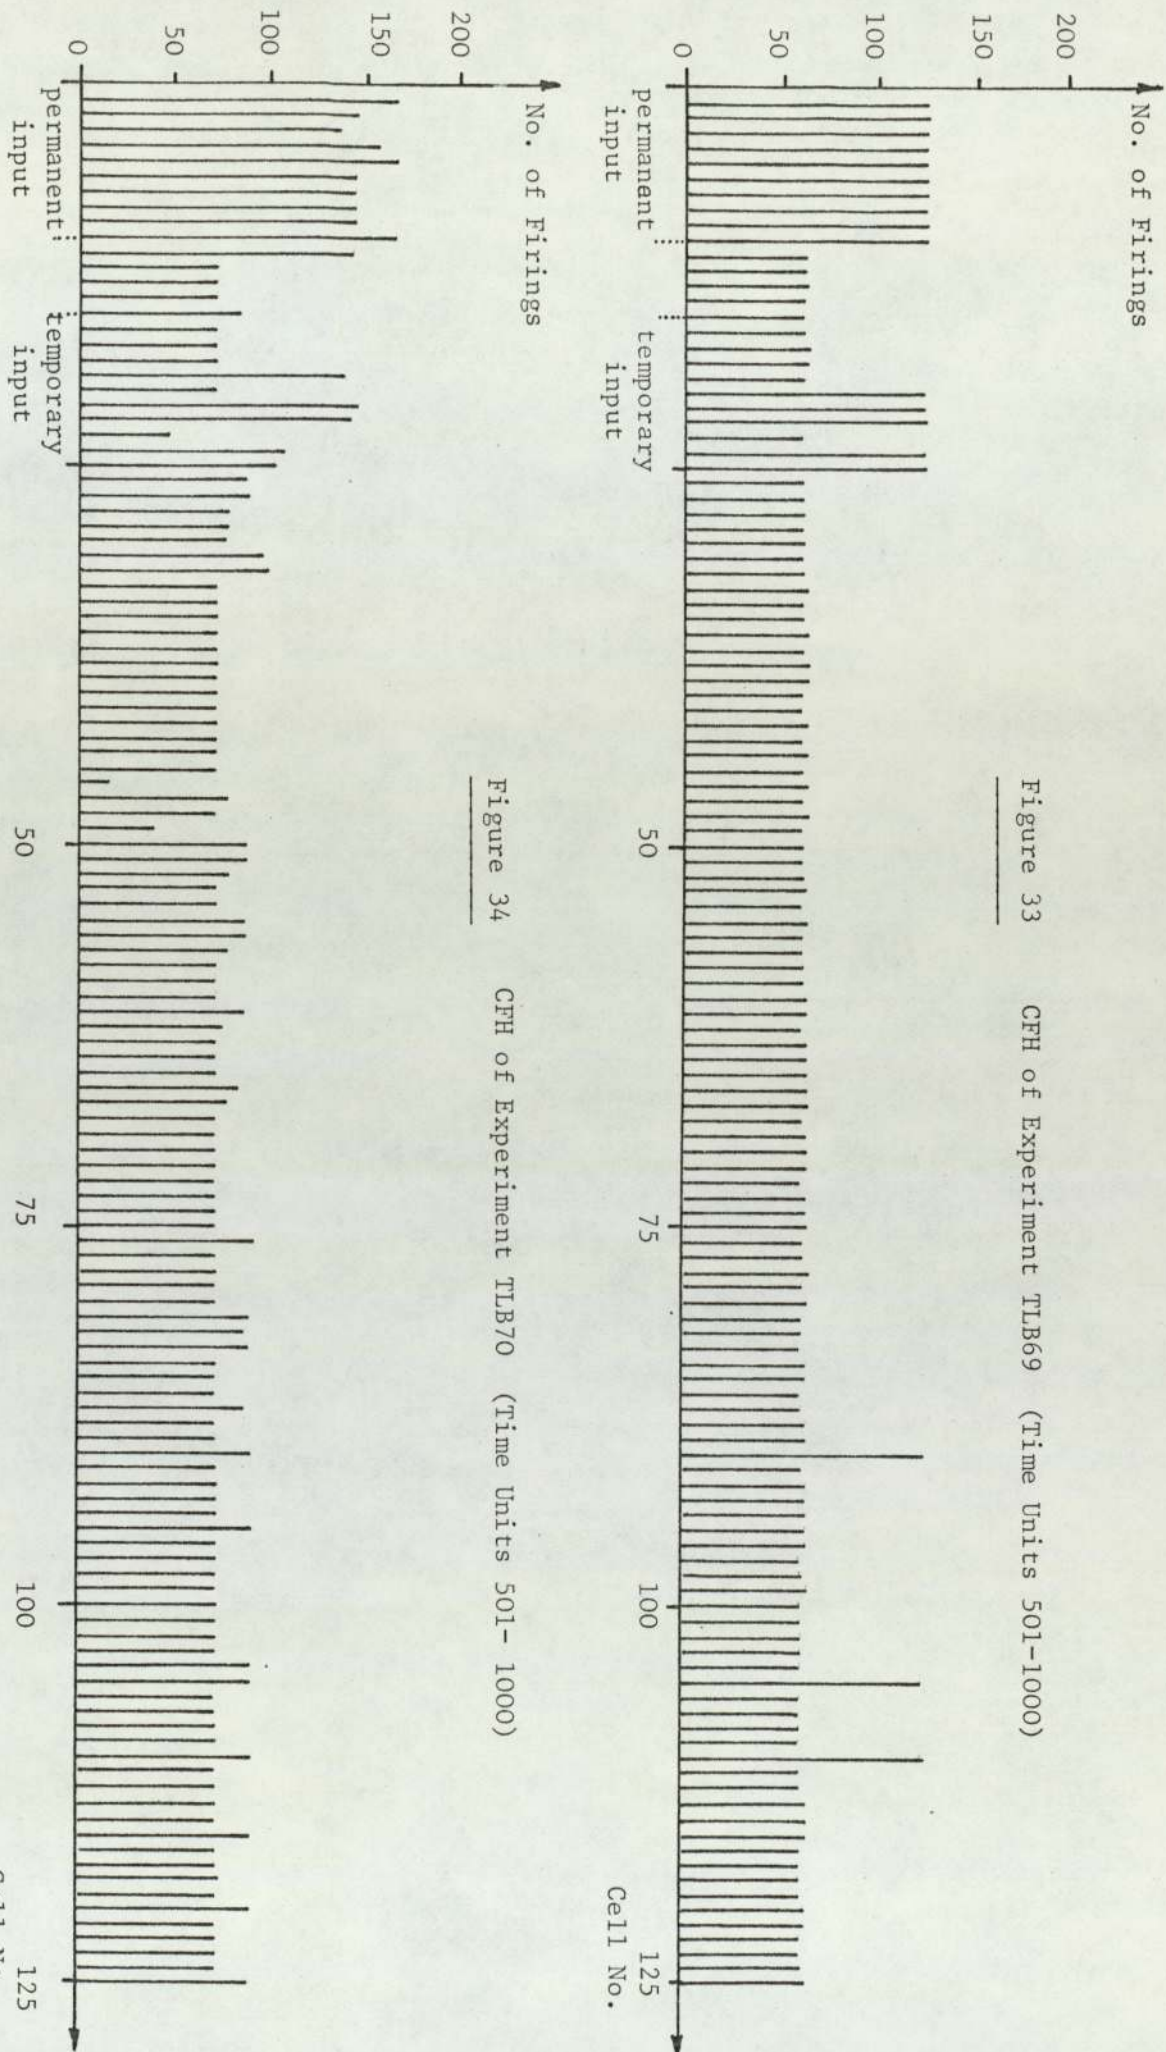 No. of Firings
200
150
100
50
0
permanent
input
temporary
input
50
75
100
125
Cell No.
Figure 33 CFH of Experiment TLB69 (Time Units 501-1000)
No. of Firings
200
150
100
50
0
permanent
input
temporary
input
50
75
100
125
Figure 34 CFH of Experiment TLB70 (Time Units 501- 1000)